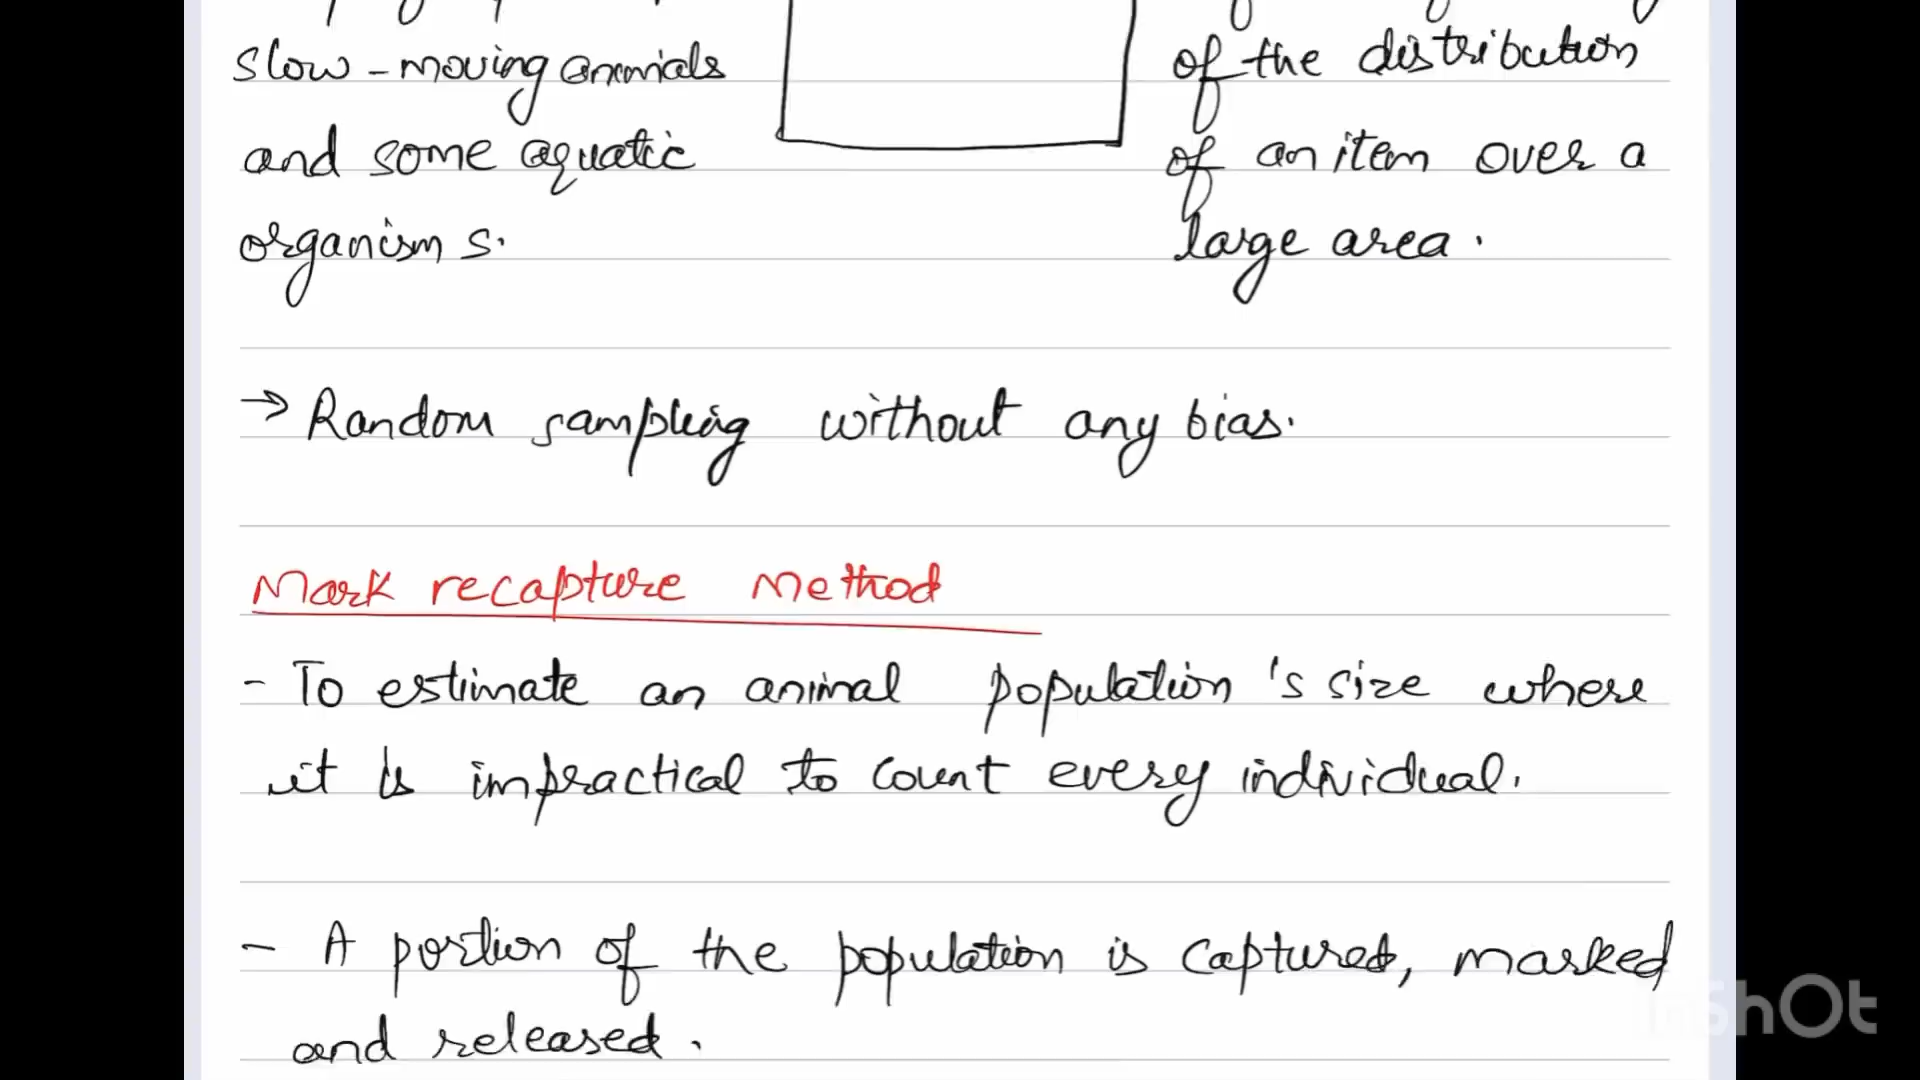 slow-moving animals
and some aquatic
organisms.
of the distribution
of an item over a
large area.
→ Random sampling without any bias.
Mark recapture Method
- To estimate an animal population's size where
it is impractical to count every individual.
- A portion of the population is captured, marked
and released.
InShOt